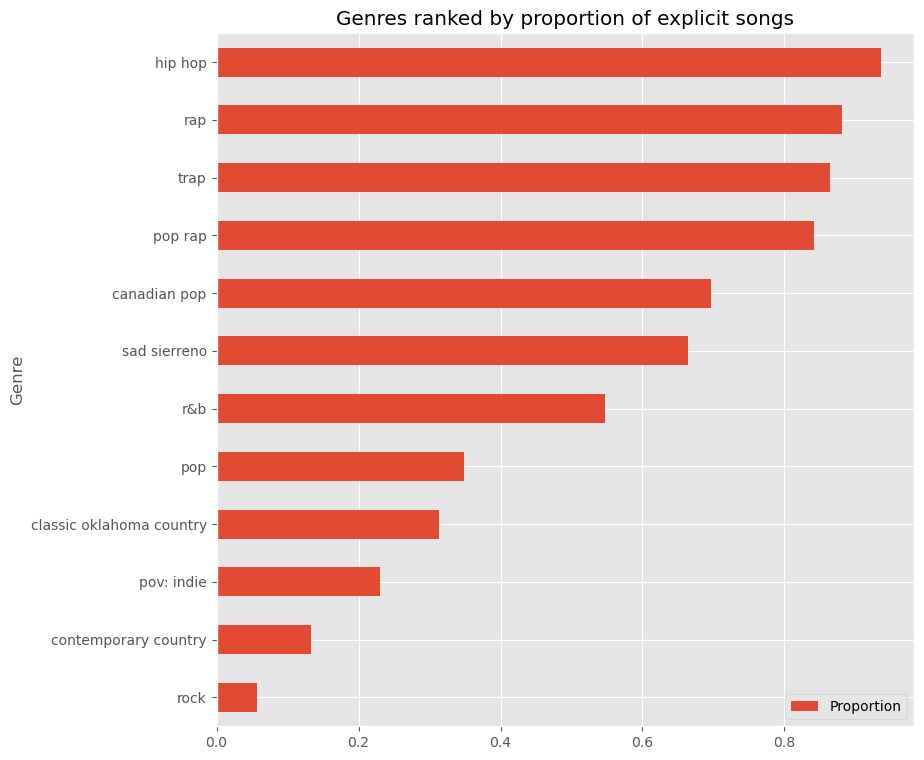 Genres ranked by proportion of explicit songs
hip hop
rap
trap
pop rap
canadian pop
sad sierreno
Genre
r&b
pop
classic oklahoma country
pov: indie
contemporary country
rock
Proportion
0.0 0.2 0.4 0.6 0.8